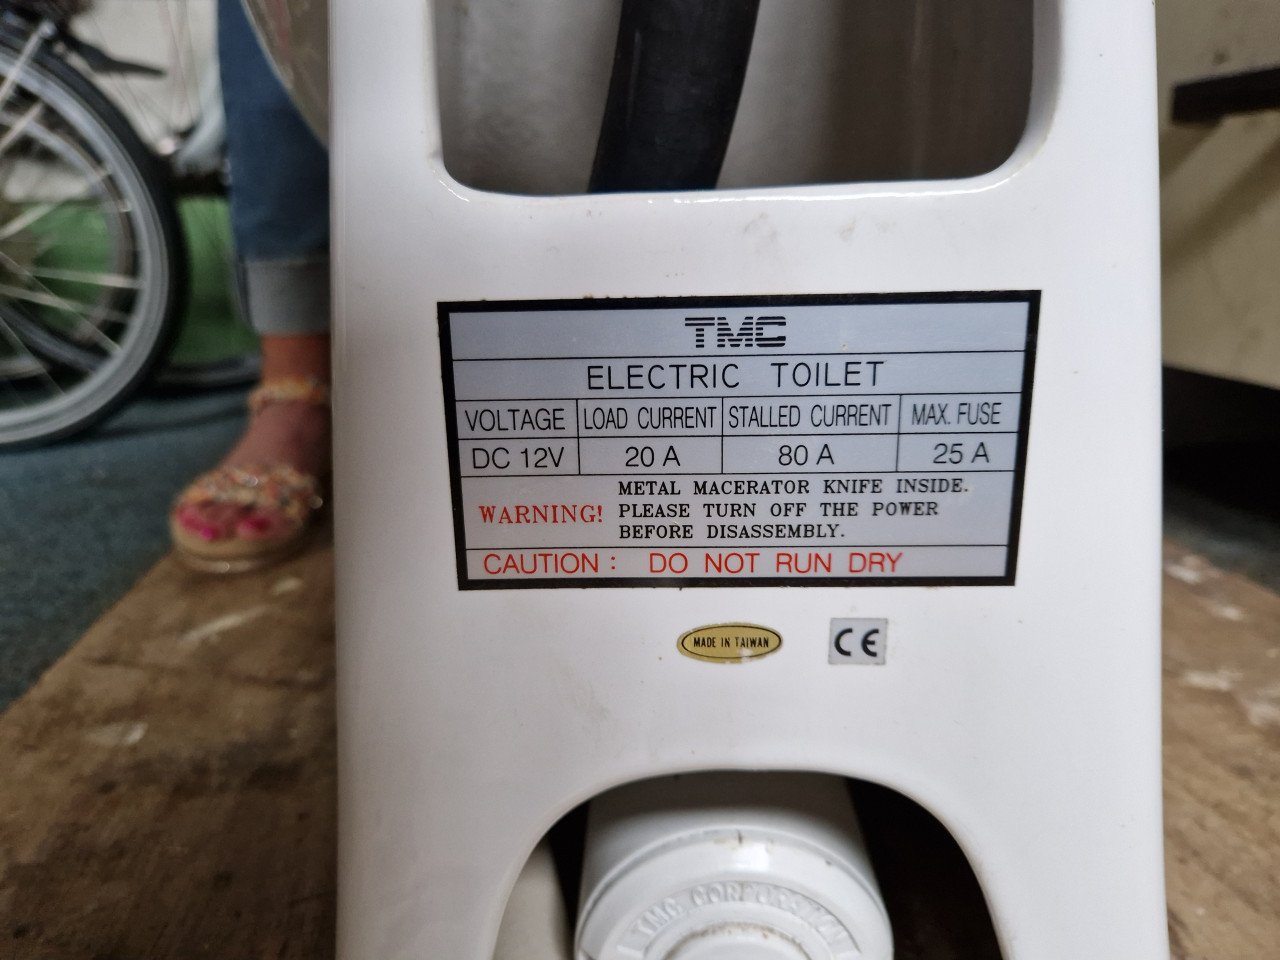 TMC
ELECTRIC TOILET
VOLTAGE LOAD CURRENT STALLED CURRENT MAX. FUSE
DC 12V 20 A 80 A 25 A
WARNING! METAL MACERATOR KNIFE INSIDE.
PLEASE TURN OFF THE POWER
BEFORE DISASSEMBLY.
CAUTION : DO NOT RUN DRY
MADE IN TAIWAN CE
TMC CORPORATION